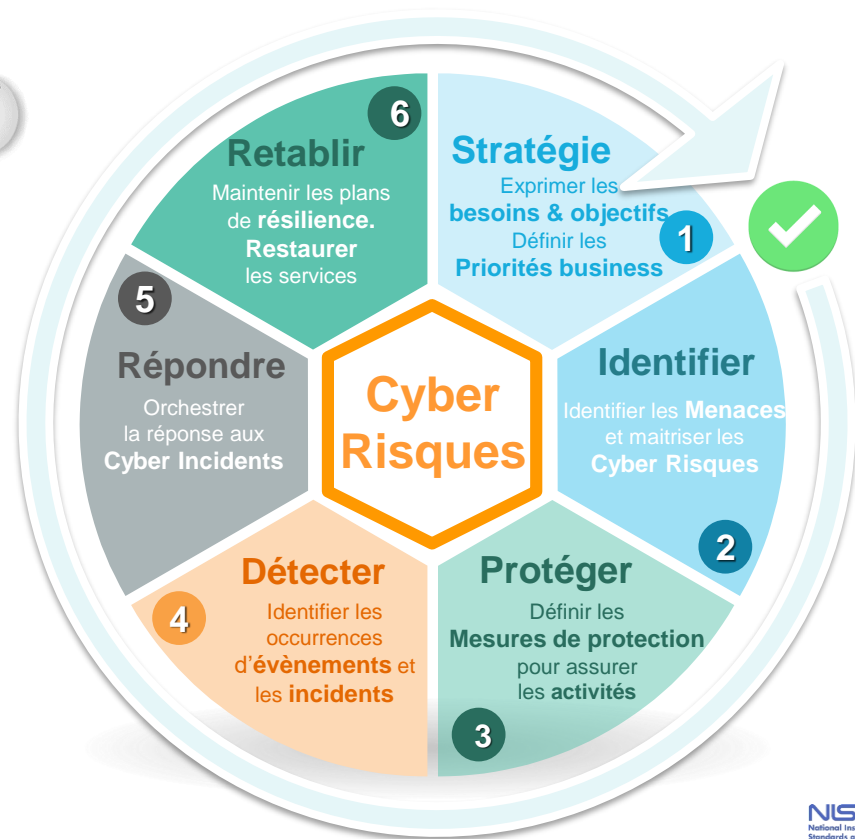 Stratégie
Exprimer les
besoins & objectifs
Définir les
Priorités business
1
Identifier
Identifier les Menaces
et maitriser les
Cyber Risques
2
Protéger
Définir les
Mesures de protection
pour assurer
les activités
3
Détecter
Identifier les
occurrences
d'évènements et
les incidents
4
5
Répondre
Orchestrer
la réponse aux
Cyber Incidents
6
Retablir
Maintenir les plans
de résilience.
Restaurer
les services
Cyber
Risques
NIS
National Ins
Standards